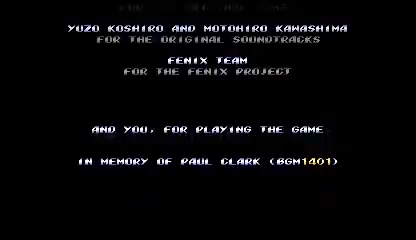 YUZO KOSHIRO AND MOTOHIRO KAWASHIMA
FOR THE ORIGINAL SOUNDTRACKS
FENIX TEAM
FOR THE FENIX PROJECT
AND YOU, FOR PLAYING THE GAME
IN MEMORY OF PAUL CLARK (BGM1401)